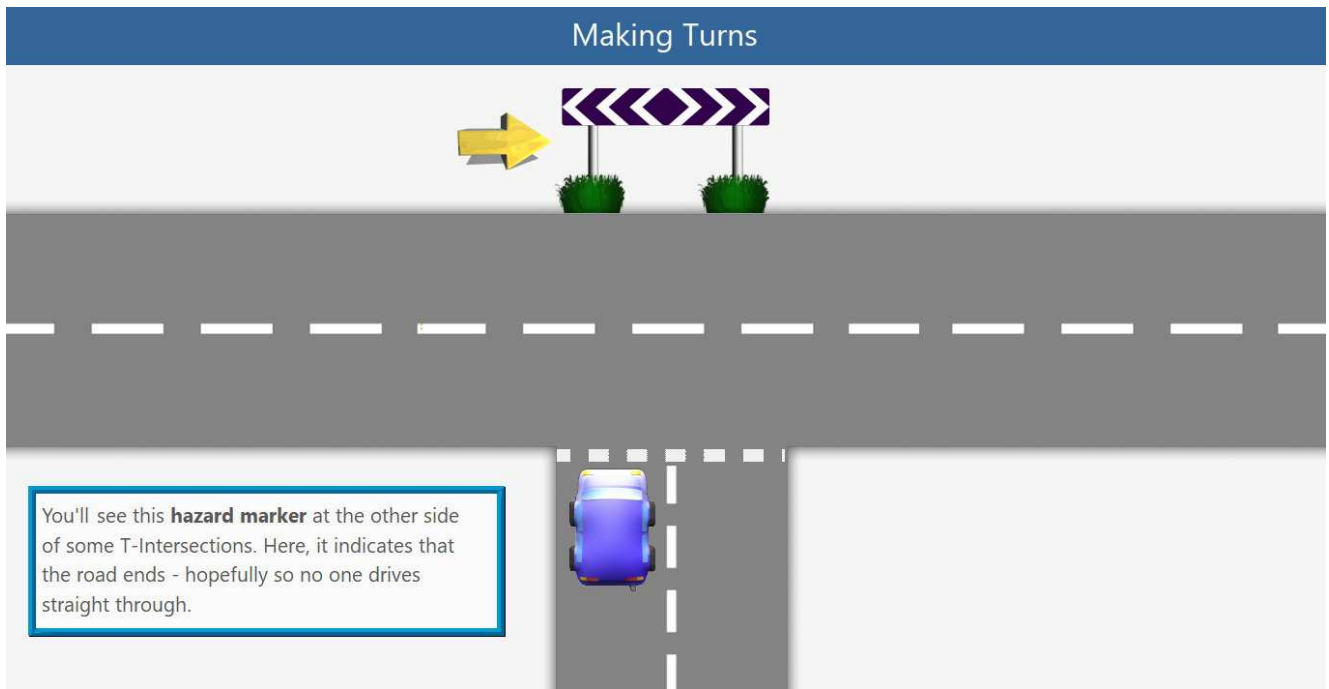 Making Turns
You'll see this hazard marker at the other side
of some T-Intersections. Here, it indicates that
the road ends - hopefully so no one drives
straight through.